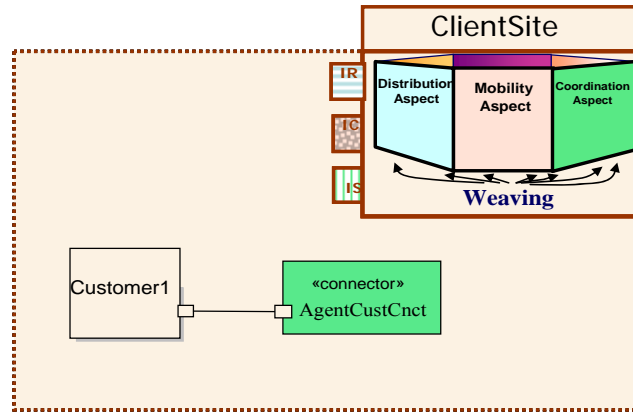 ClientSite
IR
IC
IS
Distribution
Aspect
Mobility
Aspect
Coordination
Aspect
Weaving
Customer1
«connector»
AgentCustCnct